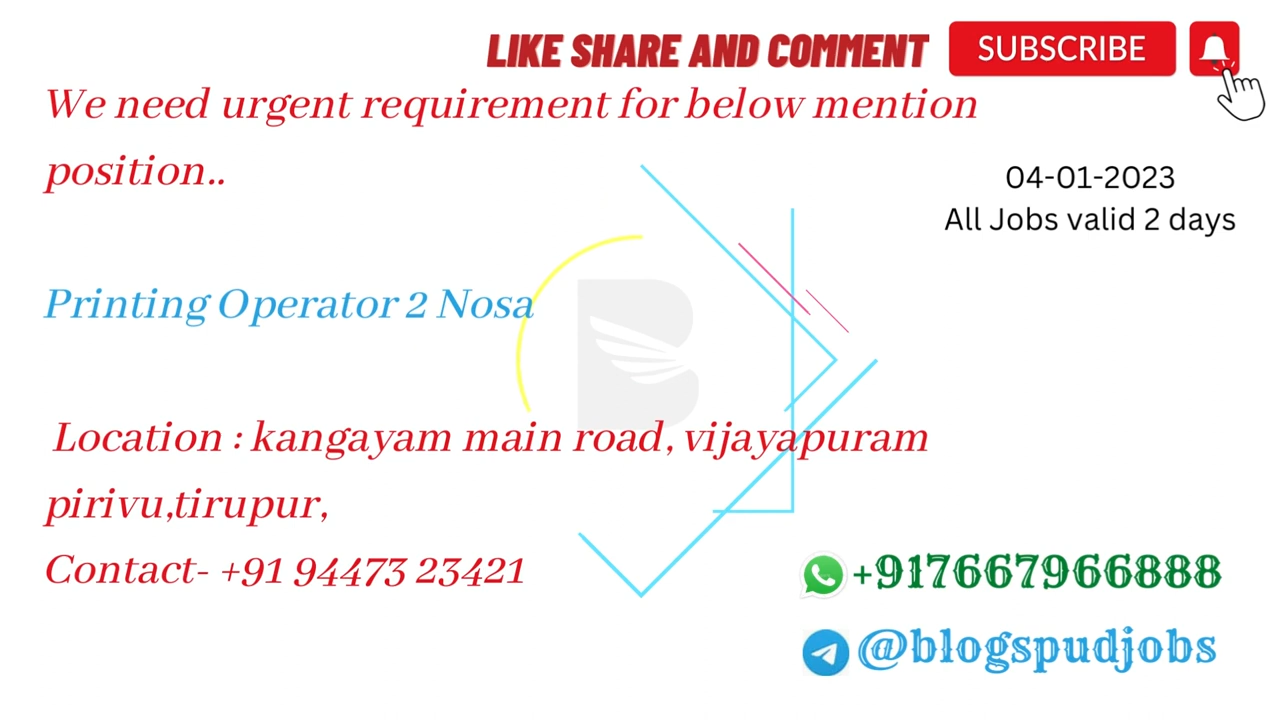 LIKE SHARE AND COMMENT
SUBSCRIBE
We need urgent requirement for below mention
position..
04-01-2023
All Jobs valid 2 days
Printing Operator 2 Nosa
Location : kangayam main road, vijayapuram
pirivu,tirupur,
Contact- +91 94473 23421
+917667966888
@blogspudjobs